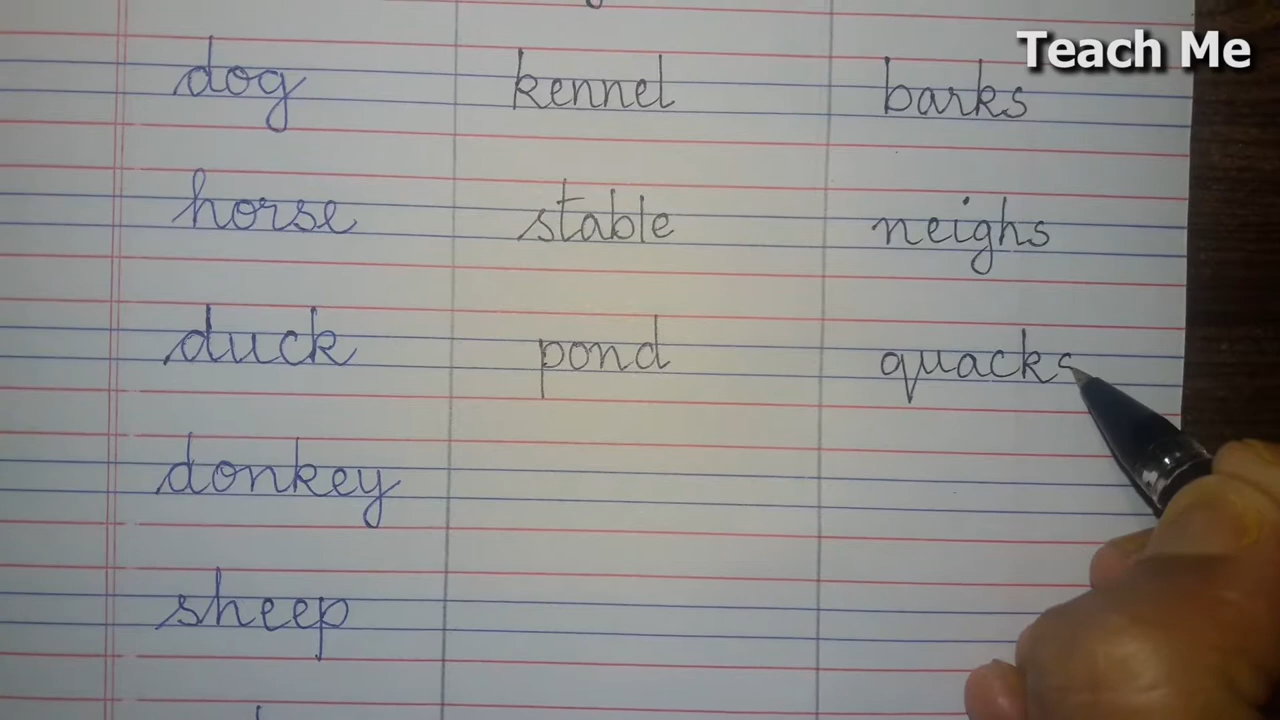 Teach Me
dog kennel barks
horse stable neighs
duck pond quacks
donkey
sheep